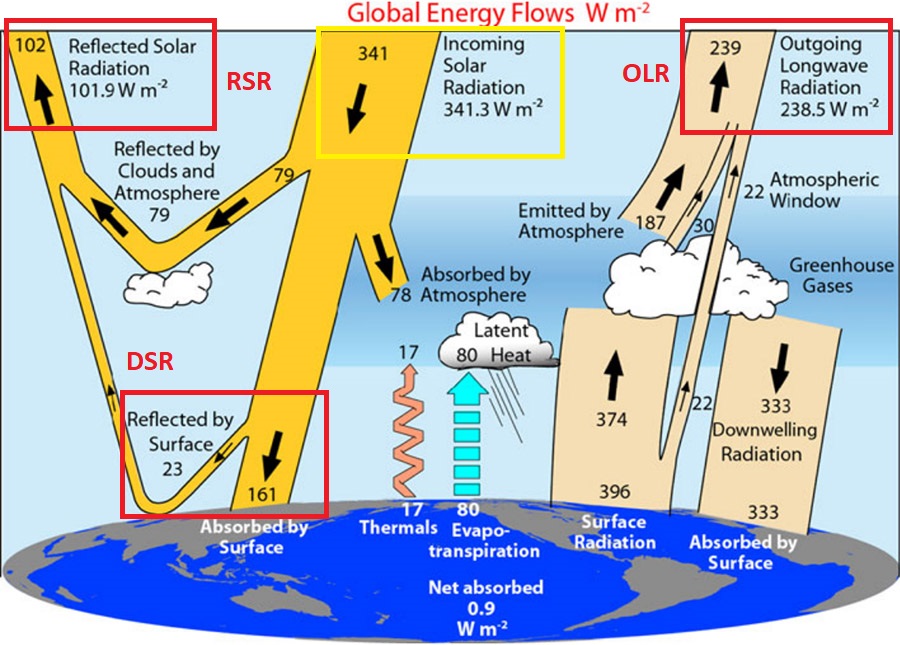 Global Energy Flows W m-2
102
Reflected Solar
Radiation
101.9 W m-2
RSR
341
Incoming
Solar
Radiation
341.3 W m-2
OLR
239
Outgoing
Longwave
Radiation
238.5 W m-2
Reflected by
Clouds and
Atmosphere
79
79
Emitted by
Atmosphere
187
30
22
Atmospheric
Window
Greenhouse
Gases
78
Absorbed by
Atmosphere
DSR
Reflected by
Surface
23
161
Absorbed by
Surface
17
17
Thermals
Latent
80 Heat
80
Evapo-
transpiration
374
22
396
Surface
Radiation
333
Downwelling
Radiation
333
Absorbed by
Surface
Net absorbed
0.9
W m-2